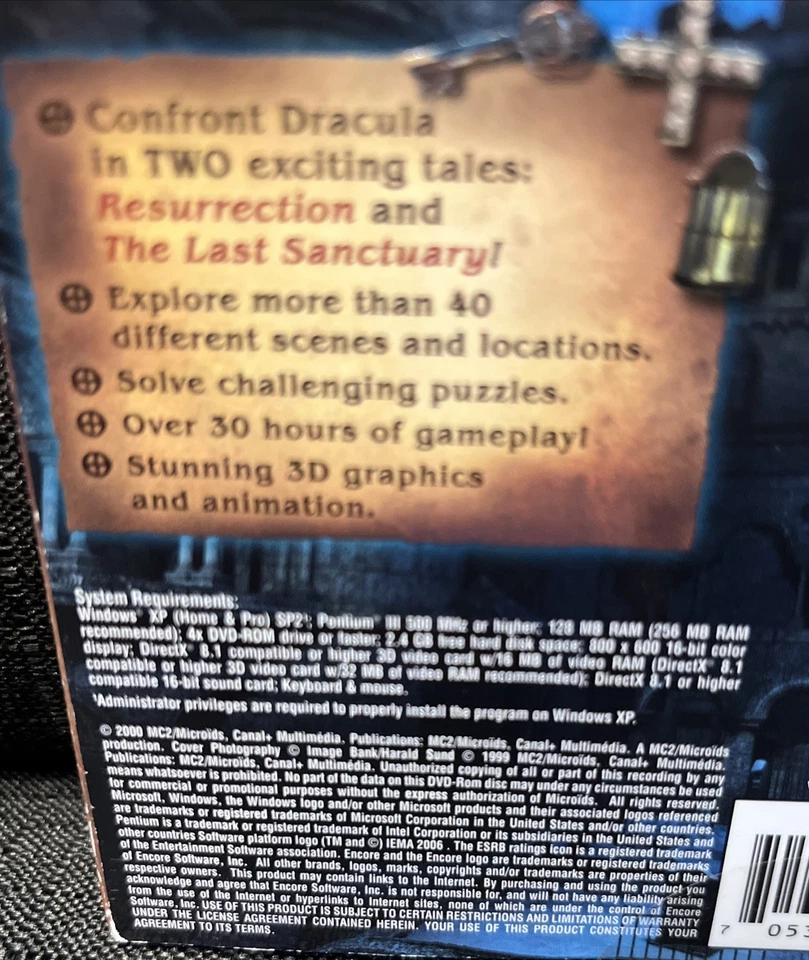 Confront Dracula
in TWO exciting tales:
Resurrection and
The Last Sanctuary!
Explore more than 40
different scenes and locations.
Solve challenging puzzles.
Over 30 hours of gameplay!
Stunning 3D graphics
and animation.
System Requirements:
Windows® XP (Home & Pro) SP2*; Pentium® III 500 MHz or higher; 128 MB RAM (256 MB RAM
recommended); 4x DVD-ROM drive or faster; 2.4 GB free hard disk space; 800 x 600 16-bit color
display; DirectX® 8.1 compatible or higher 3D video card w/16 MB of video RAM (DirectX® 8.1
compatible or higher 3D video card w/32 MB of video RAM recommended); DirectX 8.1 or higher
compatible 16-bit sound card; Keyboard & mouse.
*Administrator privileges are required to properly install the program on Windows XP.
© 2000 MC2/Microïds, Canal+ Multimédia. Publications: MC2/Microïds, Canal+ Multimédia. A MC2/Microïds
production. Cover Photography © Image Bank/Harald Sund © 1999 MC2/Microïds, Canal+ Multimédia.
Publications: MC2/Microïds, Canal+ Multimédia. Unauthorized copying of all or part of this recording by any
means whatsoever is prohibited. No part of the data on this DVD-Rom disc may under any circumstances be used
for commercial or promotional purposes without the express authorization of Microïds. All rights reserved.
Microsoft, Windows, the Windows logo and/or other Microsoft products and their associated logos referenced
are trademarks or registered trademarks of Microsoft Corporation in the United States and/or other countries.
Pentium is a trademark or registered trademark of Intel Corporation or its subsidiaries in the United States and
other countries Software platform logo (TM and ©) IEMA 2006. The ESRB ratings icon is a registered trademark
of the Entertainment Software association. Encore and the Encore logo are trademarks or registered trademarks
of Encore Software, Inc. All other brands, logos, marks, copyrights and/or trademarks are properties of their
respective owners. This product may contain links to the Internet. By purchasing and using the product you
acknowledge and agree that Encore Software, Inc. is not responsible for, and will not have any liability arising
from the use of the Internet or hyperlinks to Internet sites, none of which are under the control of Encore
Software, Inc. USE OF THIS PRODUCT IS SUBJECT TO CERTAIN RESTRICTIONS AND LIMITATIONS OF WARRANTY
UNDER THE LICENSE AGREEMENT CONTAINED HEREIN. YOUR USE OF THIS PRODUCT CONSTITUTES YOUR
AGREEMENT TO ITS TERMS.
7 053